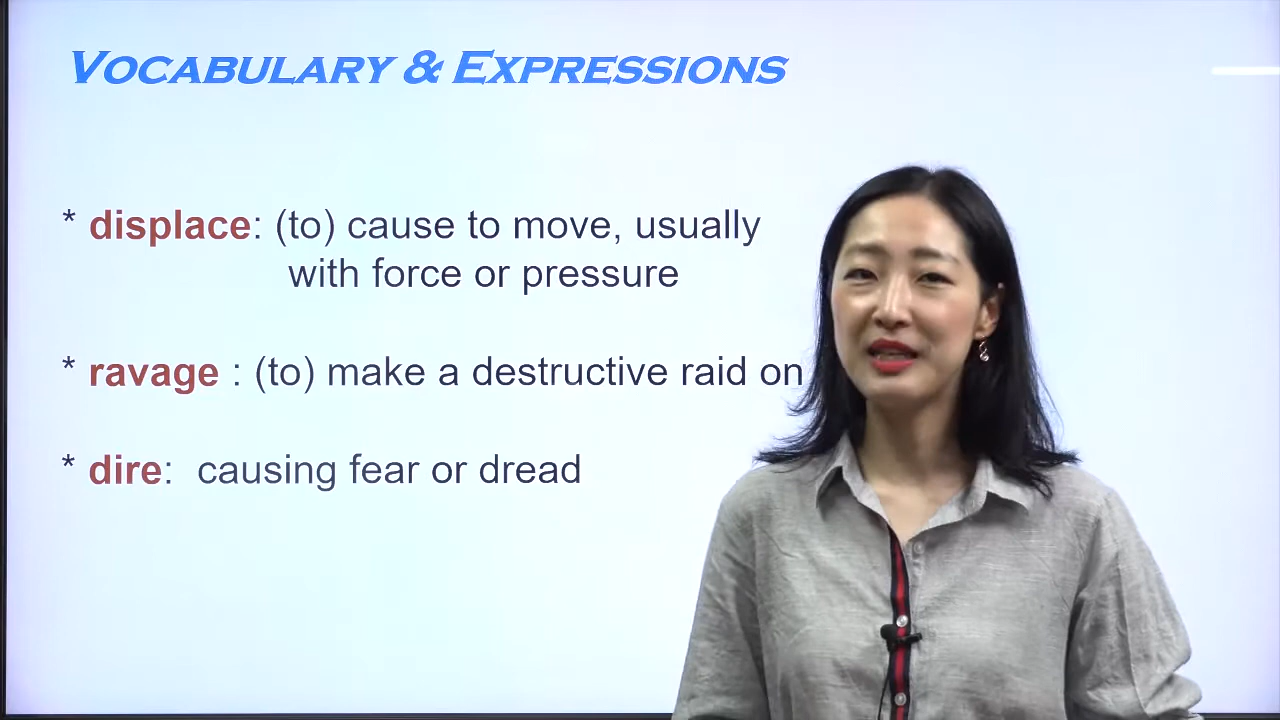 VOCABULARY & EXPRESSIONS
* displace: (to) cause to move, usually
with force or pressure
* ravage : (to) make a destructive raid on
* dire: causing fear or dread